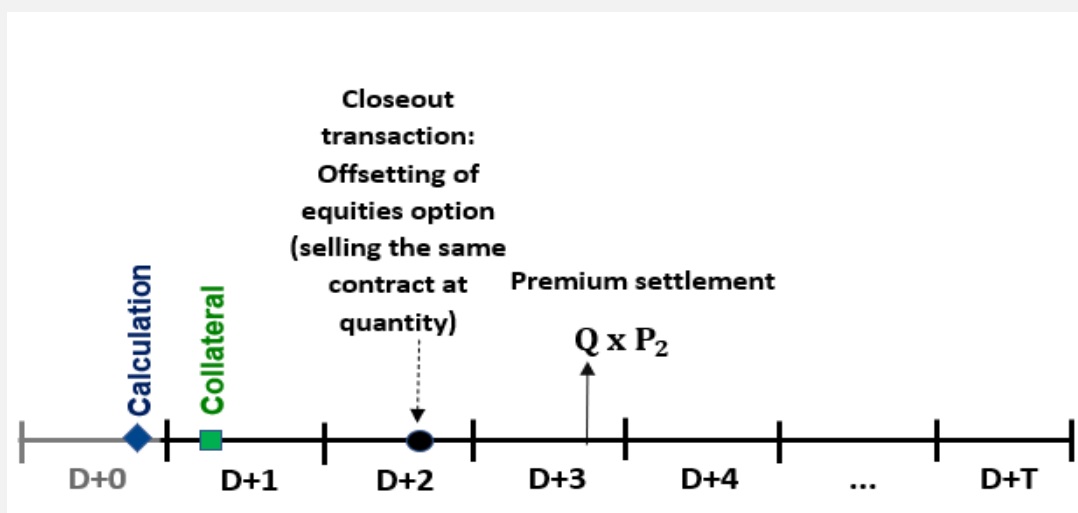 Closeout
transaction:
Offsetting of
equities option
(selling the same
contract at
quantity)
Premium settlement
Q x P₂
Calculation
Collateral
D+0
D+1
D+2
D+3
D+4
...
D+T